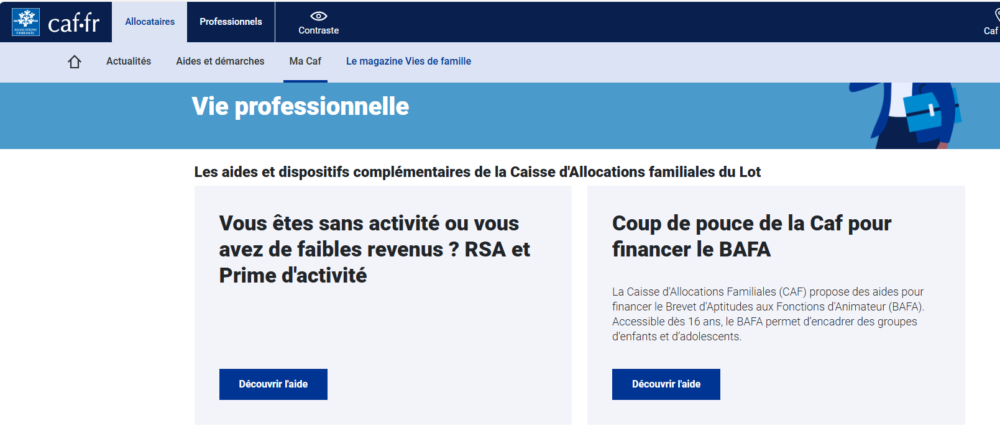 ALLOCATIONS
FAMILIALES
caf.fr
Allocataires
Professionnels
Contraste
Caf
Actualités
Aides et démarches
Ma Caf
Le magazine Vies de famille
Vie professionnelle
Les aides et dispositifs complémentaires de la Caisse d'Allocations familiales du Lot
Vous êtes sans activité ou vous
avez de faibles revenus ? RSA et
Prime d'activité
Découvrir l'aide
Coup de pouce de la Caf pour
financer le BAFA
La Caisse d'Allocations Familiales (CAF) propose des aides pour
financer le Brevet d'Aptitudes aux Fonctions d'Animateur (BAFA).
Accessible dès 16 ans, le BAFA permet d’encadrer des groupes
d’enfants et d’adolescents.
Découvrir l'aide